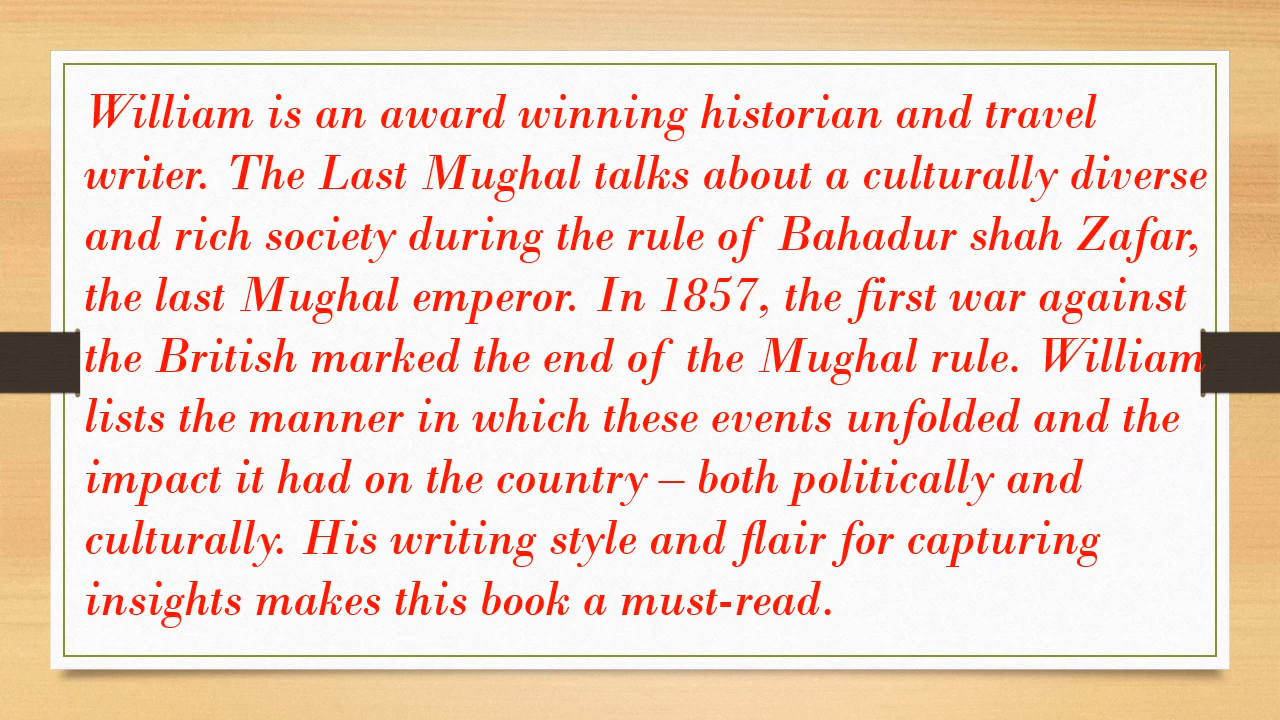 William is an award winning historian and travel
writer. The Last Mughal talks about a culturally diverse
and rich society during the rule of Bahadur shah Zafar,
the last Mughal emperor. In 1857, the first war against
the British marked the end of the Mughal rule. William
lists the manner in which these events unfolded and the
impact it had on the country – both politically and
culturally. His writing style and flair for capturing
insights makes this book a must-read.